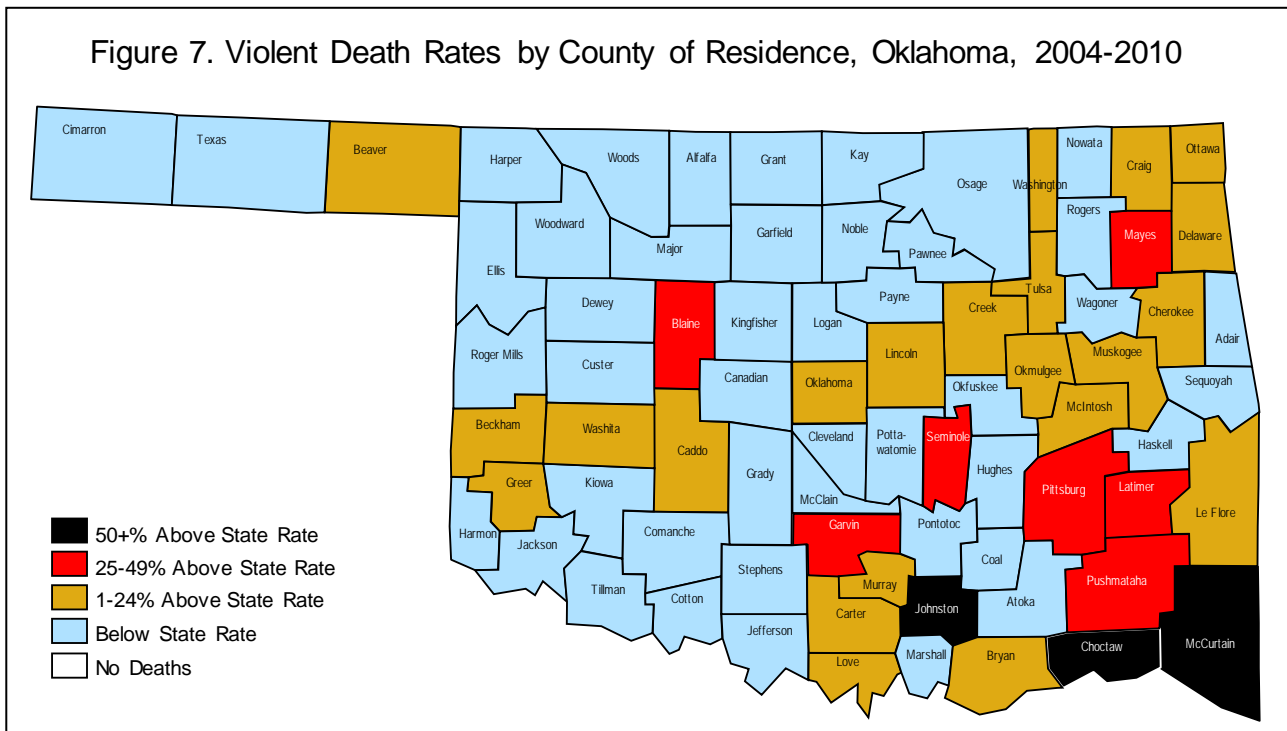 Figure 7. Violent Death Rates by County of Residence, Oklahoma, 2004-2010
Cimarron
Texas
Beaver
Harper
Woods
Alfalfa
Grant
Kay
Osage
Washington
Nowata
Craig
Ottawa
Woodward
Ellis
Major
Garfield
Noble
Pawnee
Rogers
Mayes
Delaware
Dewey
Blaine
Kingfisher
Logan
Payne
Creek
Tulsa
Wagoner
Cherokee
Adair
Roger Mills
Custer
Canadian
Oklahoma
Lincoln
Okfuskee
Okmulgee
Muskogee
McIntosh
Sequoyah
Beckham
Washita
Caddo
Grady
Cleveland
Potta-
watomie
Seminole
Hughes
Haskell
Greer
Kiowa
McClain
Pittsburg
Latimer
Le Flore
Harmon
Jackson
Comanche
Garvin
Pontotoc
Coal
Tillman
Cotton
Stephens
Murray
Johnston
Atoka
Pushmataha
Jefferson
Carter
Love
Marshall
Bryan
Choctaw
McCurtain
50+% Above State Rate
25-49% Above State Rate
1-24% Above State Rate
Below State Rate
No Deaths